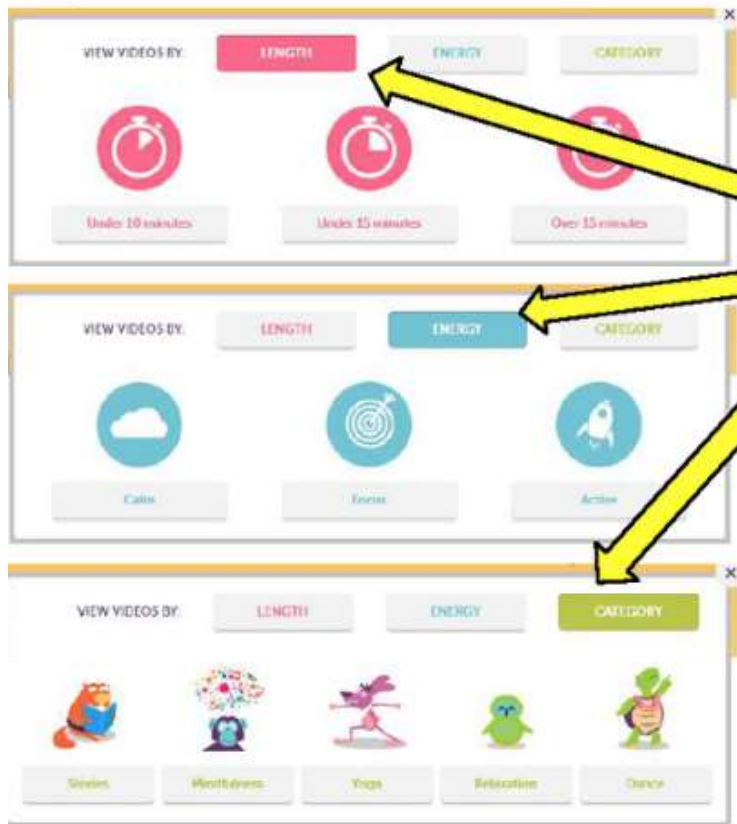 ×
VIEW VIDEOS BY: LENGTH ENERGY CATEGORY
Under 10 minutes Under 15 minutes Over 15 minutes
VIEW VIDEOS BY: LENGTH ENERGY CATEGORY
Calm Focus Active
×
VIEW VIDEOS BY: LENGTH ENERGY CATEGORY
Stories Mindfulness Yoga Relaxation Dance